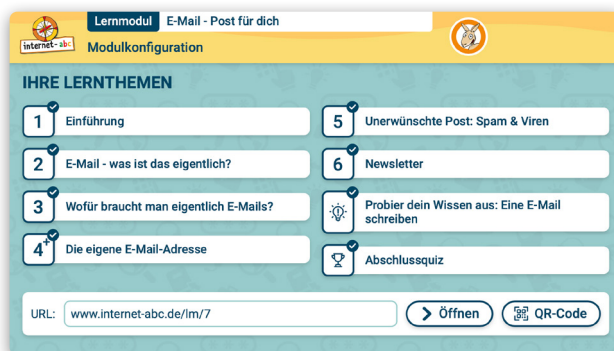 Lernmodul E-Mail - Post für dich
internet-abc
Modulkonfiguration
IHRE LERNTHEMEN
1 Einführung
2 E-Mail - was ist das eigentlich?
3 Wofür braucht man eigentlich E-Mails?
4+ Die eigene E-Mail-Adresse
5 Unerwünschte Post: Spam & Viren
6 Newsletter
Probier dein Wissen aus: Eine E-Mail
schreiben
Abschlussquiz
URL: www.internet-abc.de/lm/7 Öffnen QR-Code